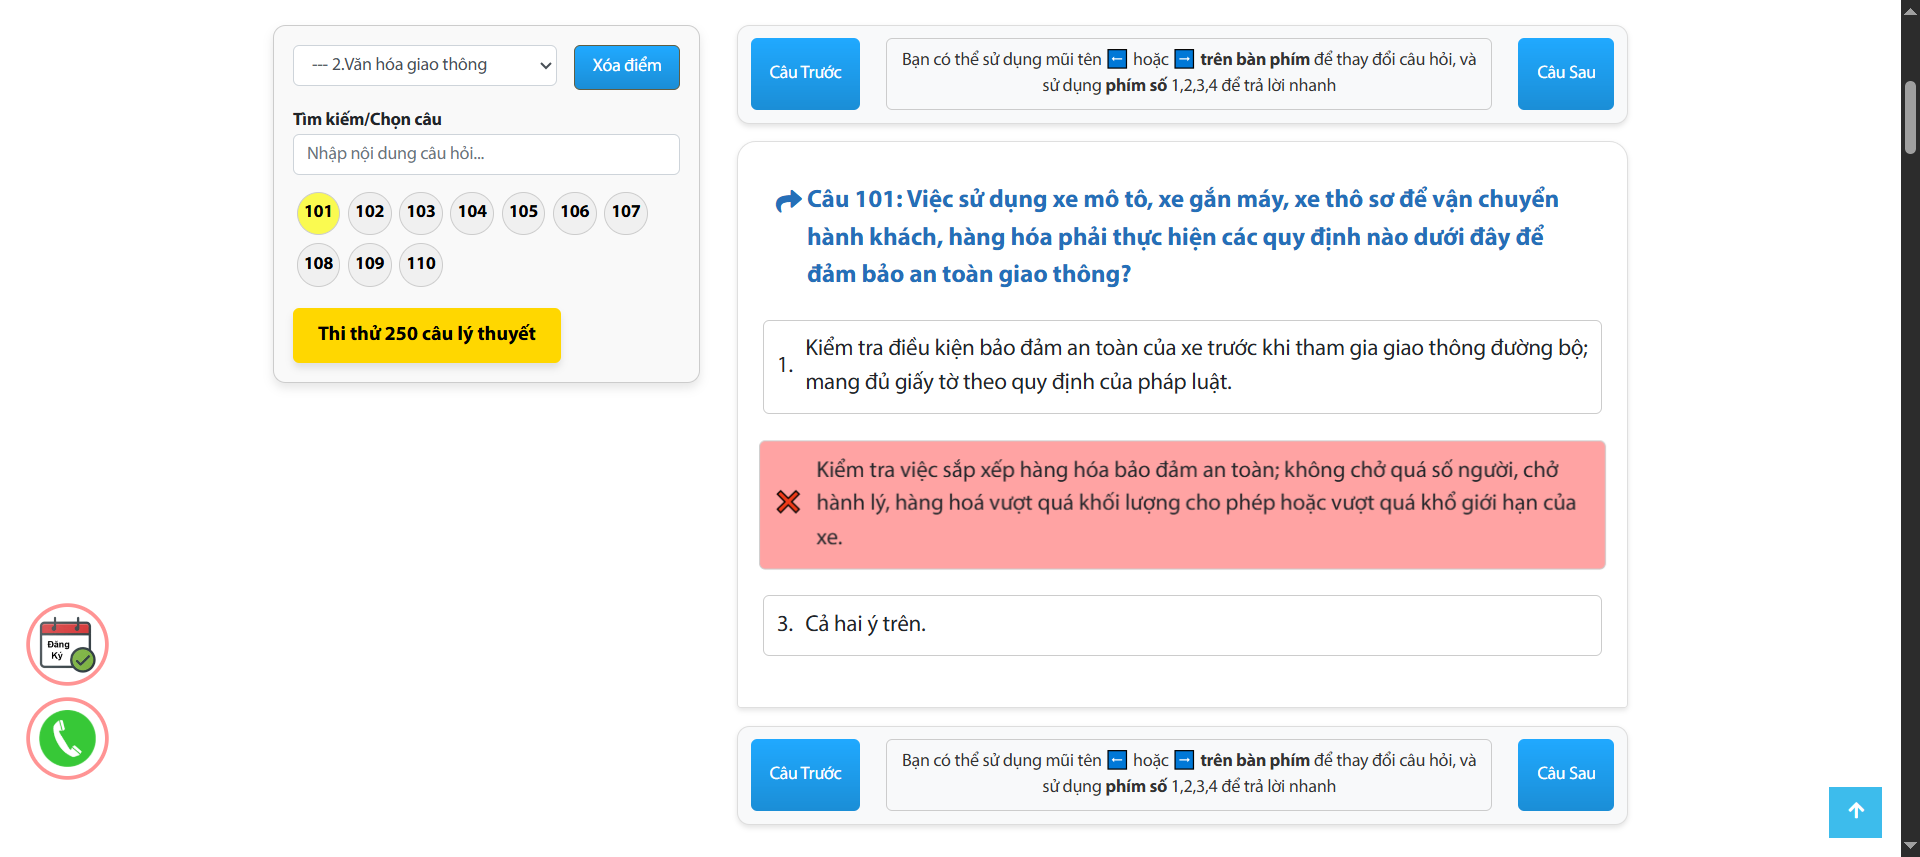 --- 2.Văn hóa giao thông
Xóa điểm
Tìm kiếm/Chọn câu
Nhập nội dung câu hỏi...
101 102 103 104 105 106 107
108 109 110
Thi thử 250 câu lý thuyết
Đăng
Ký
Câu Trước
Bạn có thể sử dụng mũi tên ← hoặc → trên bàn phím để thay đổi câu hỏi, và
sử dụng phím số 1,2,3,4 để trả lời nhanh
Câu Sau
Câu 101: Việc sử dụng xe mô tô, xe gắn máy, xe thô sơ để vận chuyển
hành khách, hàng hóa phải thực hiện các quy định nào dưới đây để
đảm bảo an toàn giao thông?
1. Kiểm tra điều kiện bảo đảm an toàn của xe trước khi tham gia giao thông đường bộ;
mang đủ giấy tờ theo quy định của pháp luật.
Kiểm tra việc sắp xếp hàng hóa bảo đảm an toàn; không chở quá số người, chở
hành lý, hàng hoá vượt quá khối lượng cho phép hoặc vượt quá khổ giới hạn của
xe.
3. Cả hai ý trên.
Câu Trước
Bạn có thể sử dụng mũi tên ← hoặc → trên bàn phím để thay đổi câu hỏi, và
sử dụng phím số 1,2,3,4 để trả lời nhanh
Câu Sau